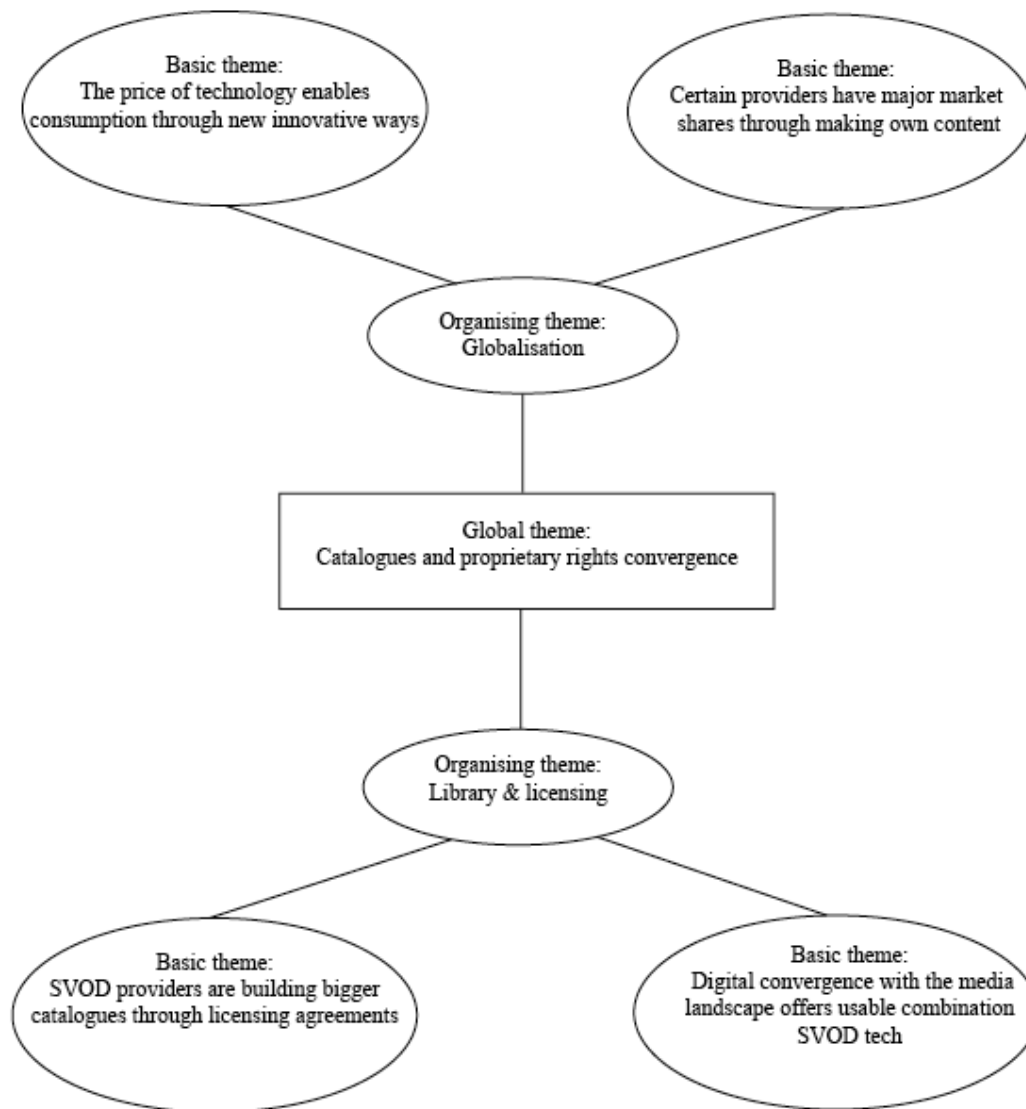 Basic theme:
The price of technology enables
consumption through new innovative ways
Basic theme:
Certain providers have major market
shares through making own content
Organising theme:
Globalisation
Global theme:
Catalogues and proprietary rights convergence
Organising theme:
Library & licensing
Basic theme:
SVOD providers are building bigger
catalogues through licensing agreements
Basic theme:
Digital convergence with the media
landscape offers usable combination
SVOD tech